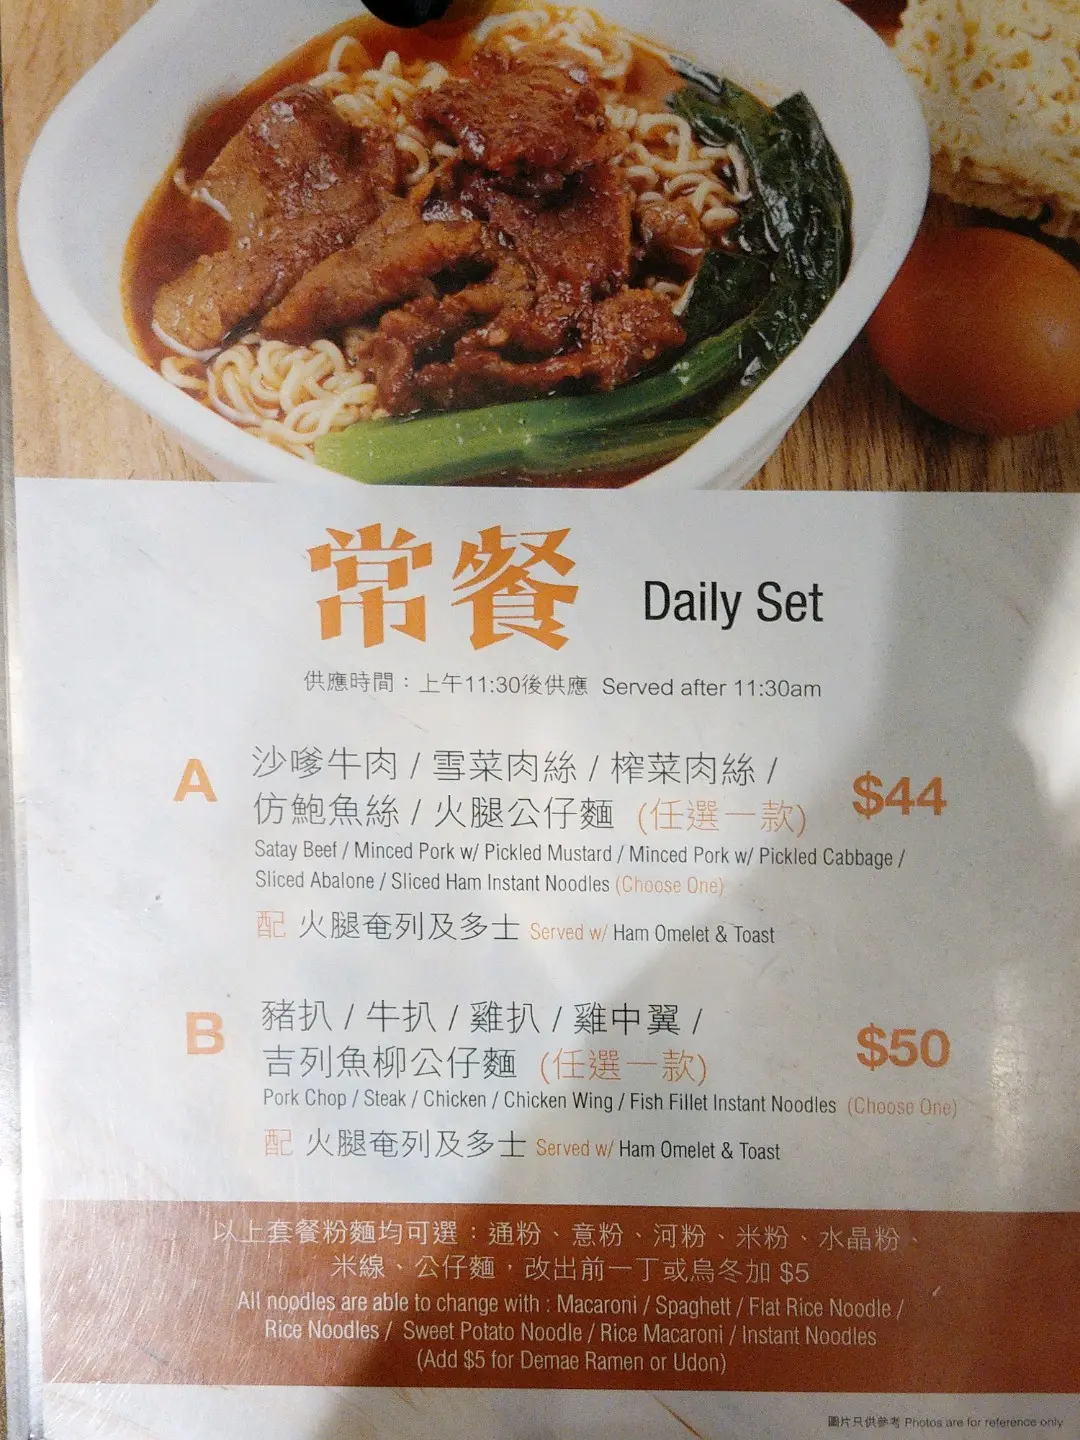 常餐 Daily Set
供應時間：上午11:30後供應 Served after 11:30am
A 沙嗲牛肉 / 雪菜肉絲 / 榨菜肉絲 /
仿鮑魚絲 / 火腿公仔麵 (任選一款) $44
Satay Beef / Minced Pork w/ Pickled Mustard / Minced Pork w/ Pickled Cabbage /
Sliced Abalone / Sliced Ham Instant Noodles (Choose One)
配 火腿奄列及多士 Served w/ Ham Omelet & Toast
B 豬扒 / 牛扒 / 雞扒 / 雞中翼 /
吉列魚柳公仔麵 (任選一款) $50
Pork Chop / Steak / Chicken / Chicken Wing / Fish Fillet Instant Noodles (Choose One)
配 火腿奄列及多士 Served w/ Ham Omelet & Toast
以上套餐粉麵均可選：通粉、意粉、河粉、米粉、水晶粉、
米線、公仔麵，改出前一丁或烏冬加 $5
All noodles are able to change with : Macaroni / Spaghett / Flat Rice Noodle /
Rice Noodles / Sweet Potato Noodle / Rice Macaroni / Instant Noodles
(Add $5 for Demae Ramen or Udon)
圖片只供參考 Photos are for reference only